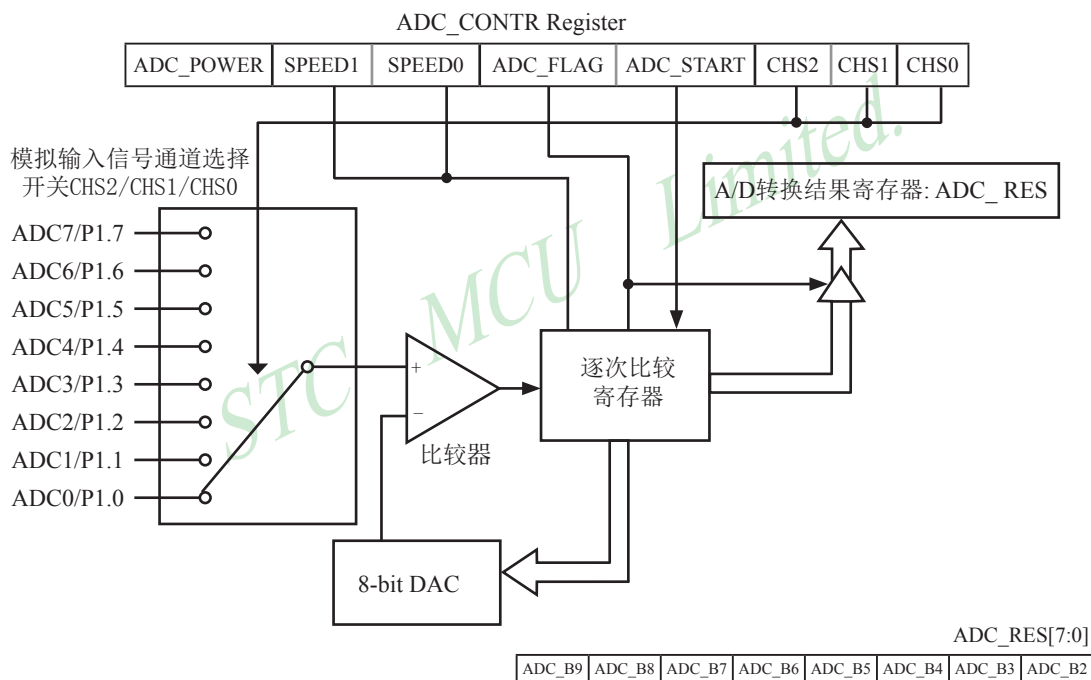 ADC_CONTR Register
ADC_POWER SPEED1 SPEED0 ADC_FLAG ADC_START CHS2 CHS1 CHS0
模拟输入信号通道选择
开关CHS2/CHS1/CHS0
A/D转换结果寄存器: ADC_ RES
ADC7/P1.7
ADC6/P1.6
ADC5/P1.5
ADC4/P1.4
ADC3/P1.3
ADC2/P1.2
ADC1/P1.1
ADC0/P1.0
+
−
比较器
逐次比较
寄存器
8-bit DAC
STC MCU Limited.
ADC_RES[7:0]
ADC_B9 ADC_B8 ADC_B7 ADC_B6 ADC_B5 ADC_B4 ADC_B3 ADC_B2